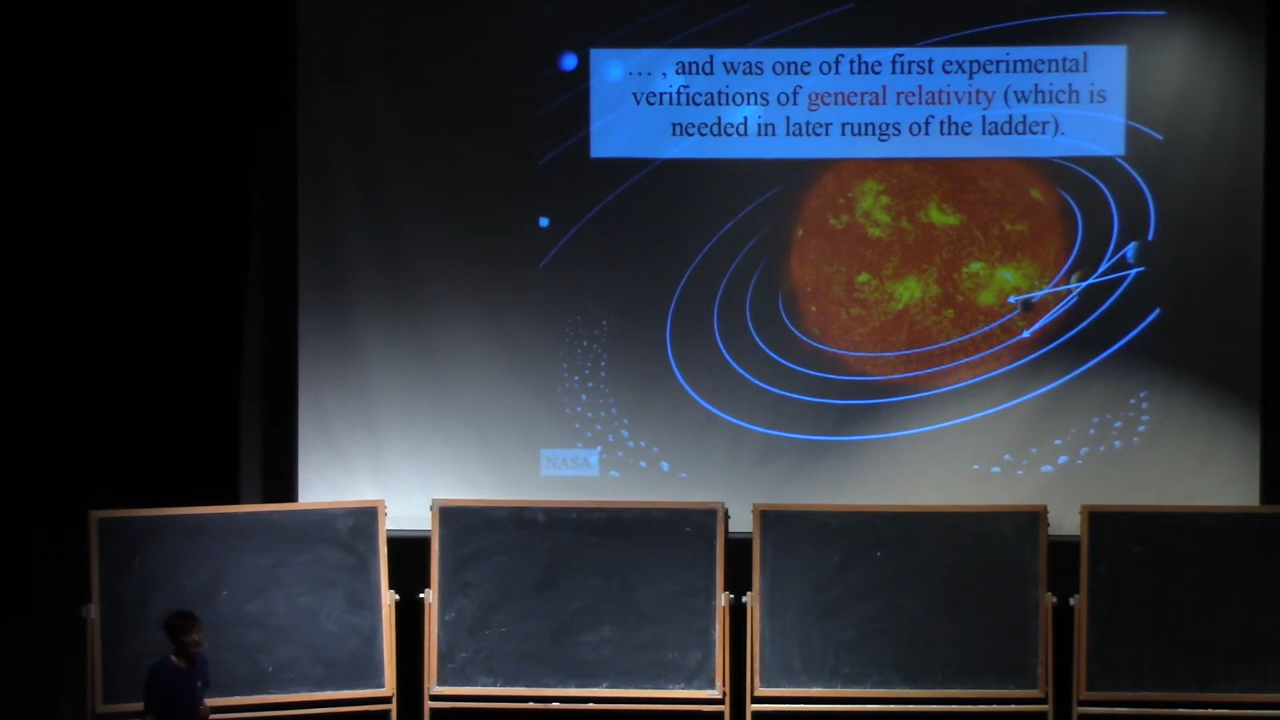 … , and was one of the first experimental
verifications of general relativity (which is
needed in later rungs of the ladder).
NASA